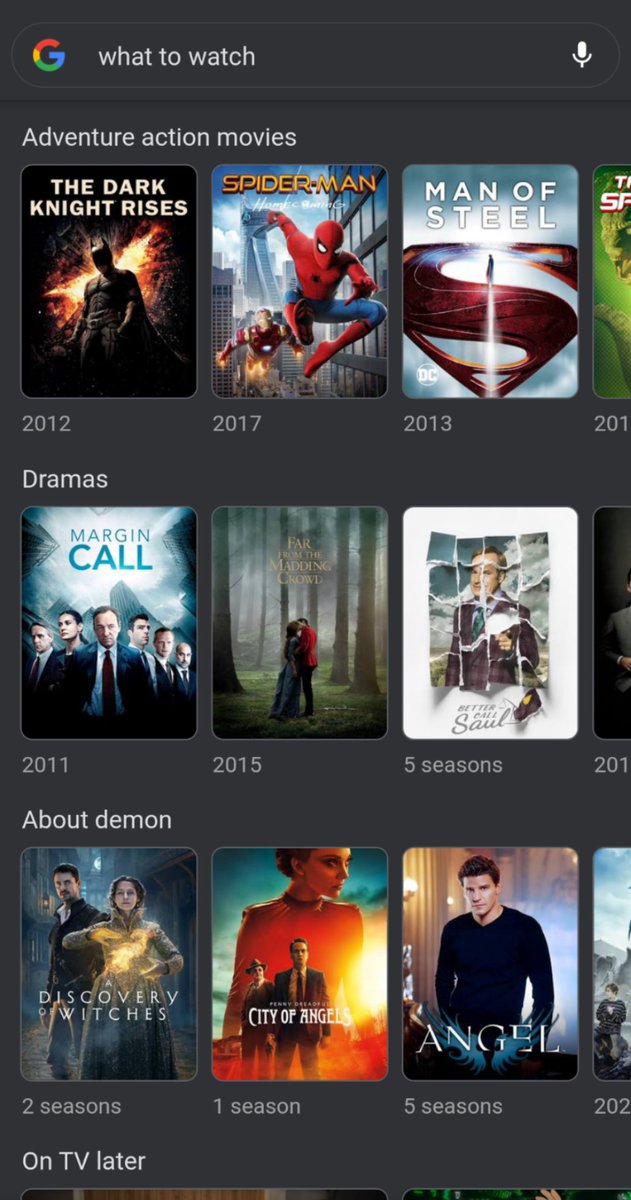 what to watch
Adventure action movies
THE DARK
KNIGHT RISES
SPIDER-MAN
HOMECOMING
MAN OF
STEEL
DC
2012
2017
2013
201
Dramas
MARGIN
CALL
FAR
FROM THE
MADDING
CROWD
BETTER
CALL
Saul
2011
2015
5 seasons
201
About demon
A
DISCOVERY
OF WITCHES
PENNY DREADFUL
CITY OF ANGELS
ANGEL
2 seasons
1 season
5 seasons
202
On TV later